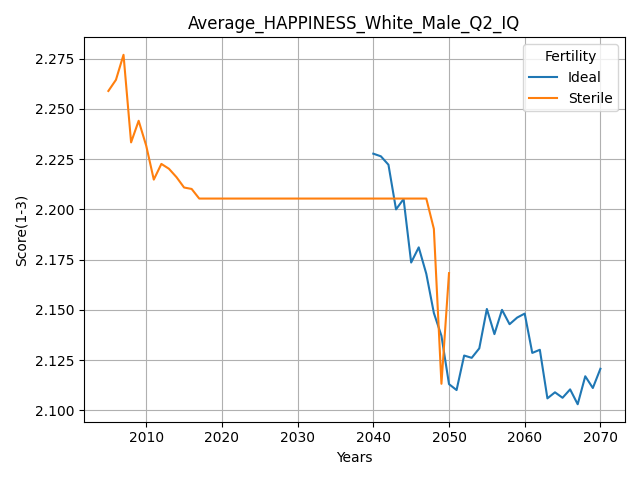 Average_HAPPINESS_White_Male_Q2_IQ
Fertility
Ideal
Sterile
Score(1-3)
2.275
2.250
2.225
2.200
2.175
2.150
2.125
2.100
2010 2020 2030 2040 2050 2060 2070
Years